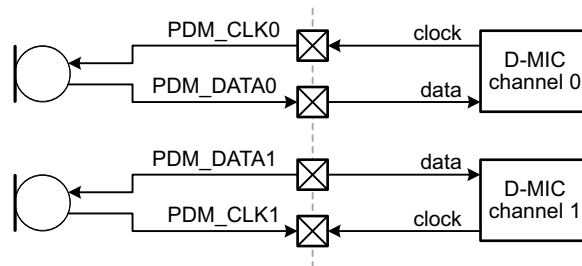 PDM_CLK0
clock
D-MIC
channel 0
PDM_DATA0
data
PDM_DATA1
data
D-MIC
channel 1
PDM_CLK1
clock